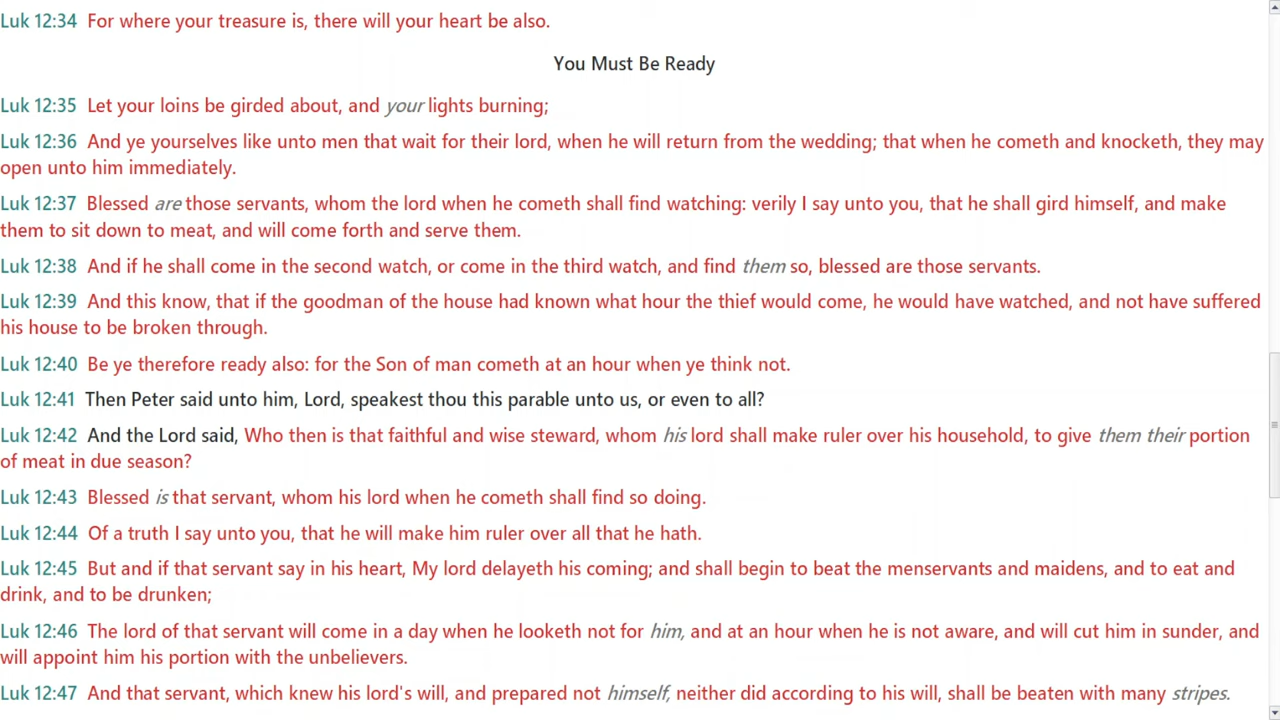 Luk 12:34 For where your treasure is, there will your heart be also.
You Must Be Ready
Luk 12:35 Let your loins be girded about, and your lights burning;
Luk 12:36 And ye yourselves like unto men that wait for their lord, when he will return from the wedding; that when he cometh and knocketh, they may
open unto him immediately.
Luk 12:37 Blessed are those servants, whom the lord when he cometh shall find watching: verily I say unto you, that he shall gird himself, and make
them to sit down to meat, and will come forth and serve them.
Luk 12:38 And if he shall come in the second watch, or come in the third watch, and find them so, blessed are those servants.
Luk 12:39 And this know, that if the goodman of the house had known what hour the thief would come, he would have watched, and not have suffered
his house to be broken through.
Luk 12:40 Be ye therefore ready also: for the Son of man cometh at an hour when ye think not.
Luk 12:41 Then Peter said unto him, Lord, speakest thou this parable unto us, or even to all?
Luk 12:42 And the Lord said, Who then is that faithful and wise steward, whom his lord shall make ruler over his household, to give them their portion
of meat in due season?
Luk 12:43 Blessed is that servant, whom his lord when he cometh shall find so doing.
Luk 12:44 Of a truth I say unto you, that he will make him ruler over all that he hath.
Luk 12:45 But and if that servant say in his heart, My lord delayeth his coming; and shall begin to beat the menservants and maidens, and to eat and
drink, and to be drunken;
Luk 12:46 The lord of that servant will come in a day when he looketh not for him, and at an hour when he is not aware, and will cut him in sunder, and
will appoint him his portion with the unbelievers.
Luk 12:47 And that servant, which knew his lord's will, and prepared not himself, neither did according to his will, shall be beaten with many stripes.